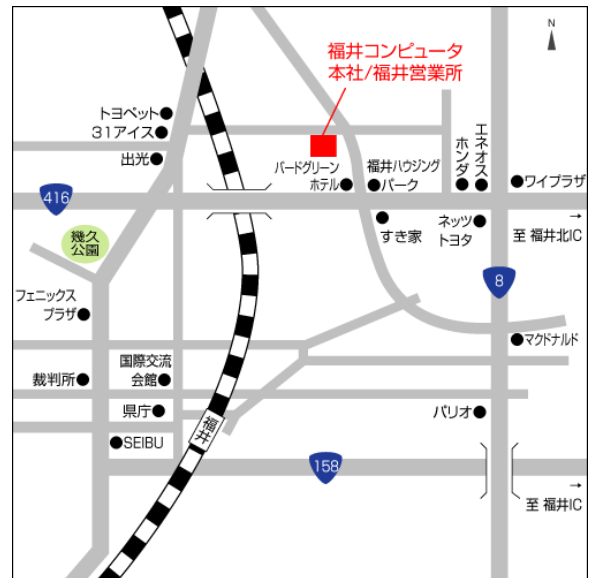 N
福井コンピュータ
本社/福井営業所
トヨペット
31アイス
出光
バードグリーン
ホテル
福井ハウジング
パーク
ホンダ
エネオス
ワイプラザ
416
すき家
ネッツ
トヨタ
→
至 福井北IC
幾久
公園
8
フェニックス
プラザ
マクドナルド
国際交流
会館
裁判所
県庁
福井
パリオ
SEIBU
158
→
至 福井IC